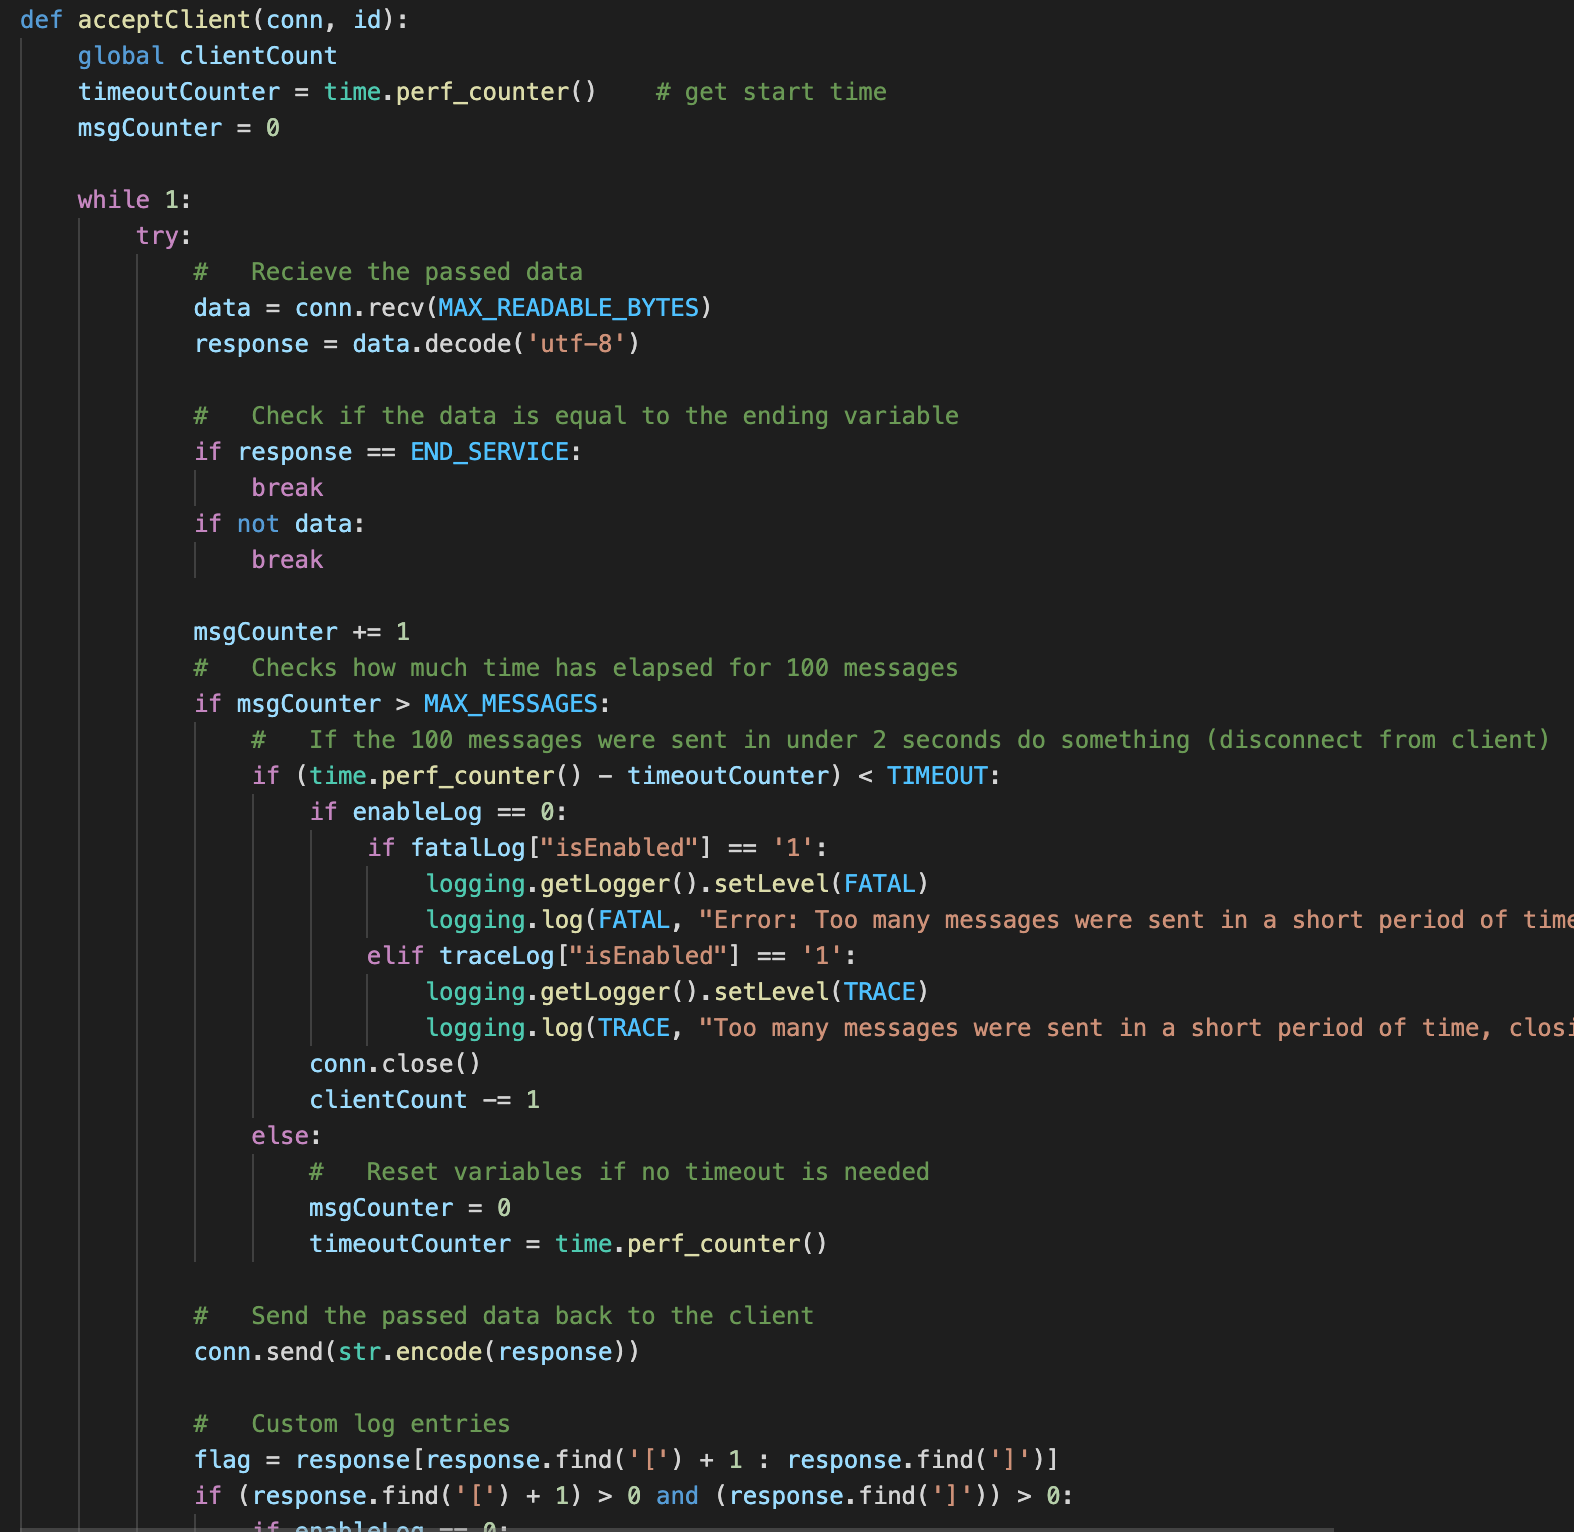 def acceptClient(conn, id):
    global clientCount
    timeoutCounter = time.perf_counter()    # get start time
    msgCounter = 0

    while 1:
        try:
            #   Recieve the passed data
            data = conn.recv(MAX_READABLE_BYTES)
            response = data.decode('utf-8')

            #   Check if the data is equal to the ending variable
            if response == END_SERVICE:
                break
            if not data:
                break

            msgCounter += 1
            #   Checks how much time has elapsed for 100 messages
            if msgCounter > MAX_MESSAGES:
                #   If the 100 messages were sent in under 2 seconds do something (disconnect from client)
                if (time.perf_counter() - timeoutCounter) < TIMEOUT:
                    if enableLog == 0:
                        if fatalLog["isEnabled"] == '1':
                            logging.getLogger().setLevel(FATAL)
                            logging.log(FATAL, "Error: Too many messages were sent in a short period of time
                        elif traceLog["isEnabled"] == '1':
                            logging.getLogger().setLevel(TRACE)
                            logging.log(TRACE, "Too many messages were sent in a short period of time, closi
                    conn.close()
                    clientCount -= 1
                else:
                    #   Reset variables if no timeout is needed
                    msgCounter = 0
                    timeoutCounter = time.perf_counter()

            #   Send the passed data back to the client
            conn.send(str.encode(response))

            #   Custom log entries
            flag = response[response.find('[') + 1 : response.find(']')]
            if (response.find('[') + 1) > 0 and (response.find(']')) > 0:
                if enableLog == 0: